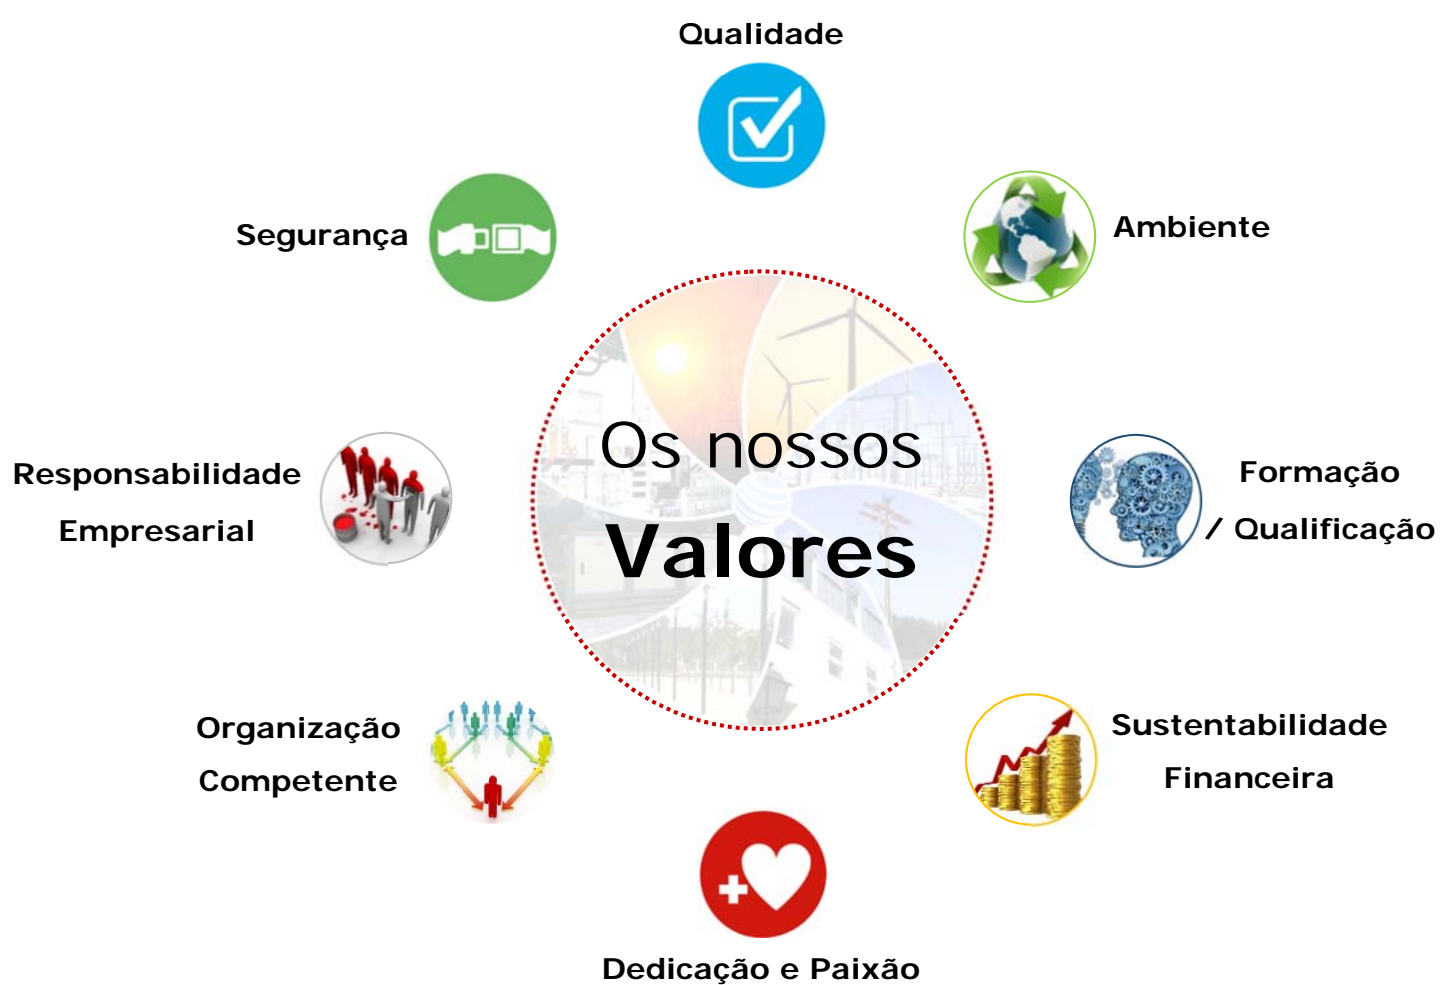 Qualidade
Segurança
Ambiente
Os nossos
Valores
Responsabilidade
Empresarial
Formação
/ Qualificação
Organização
Competente
Sustentabilidade
Financeira
Dedicação e Paixão